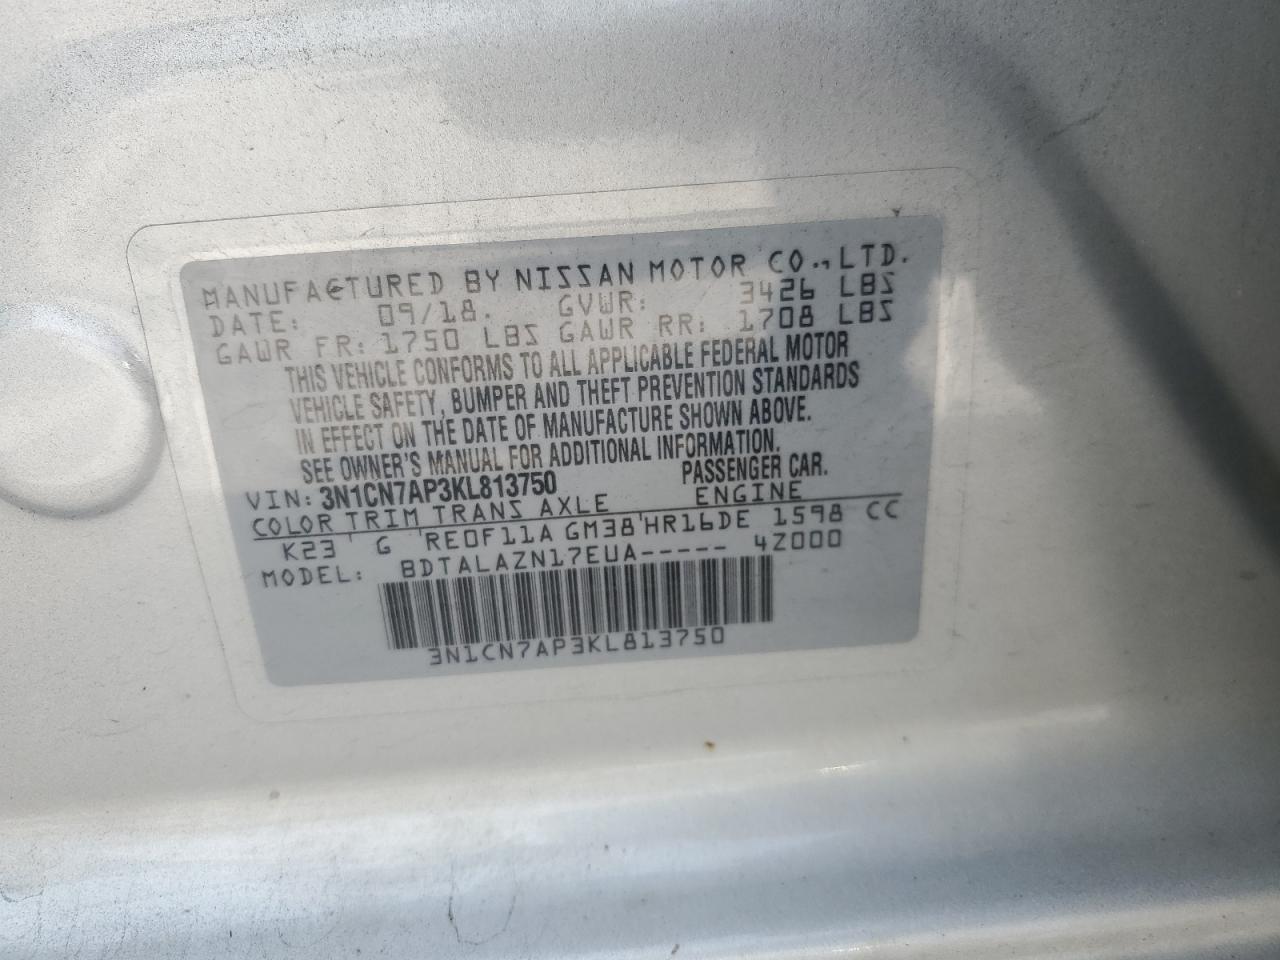 MANUFACTURED BY NISSAN MOTOR CO., LTD.
DATE: 09/18. GVWR: 3426 LBS
GAWR FR: 1750 LBS GAWR RR: 1708 LBS
THIS VEHICLE CONFORMS TO ALL APPLICABLE FEDERAL MOTOR
VEHICLE SAFETY, BUMPER AND THEFT PREVENTION STANDARDS
IN EFFECT ON THE DATE OF MANUFACTURE SHOWN ABOVE.
SEE OWNER'S MANUAL FOR ADDITIONAL INFORMATION.
VIN: 3N1CN7AP3KL813750 PASSENGER CAR.
COLOR TRIM TRANS AXLE ENGINE
K23 G RE0F11A GM38 HR16DE 1598 CC
MODEL: BDTALAZN17EUA----- 4Z000
3N1CN7AP3KL813750